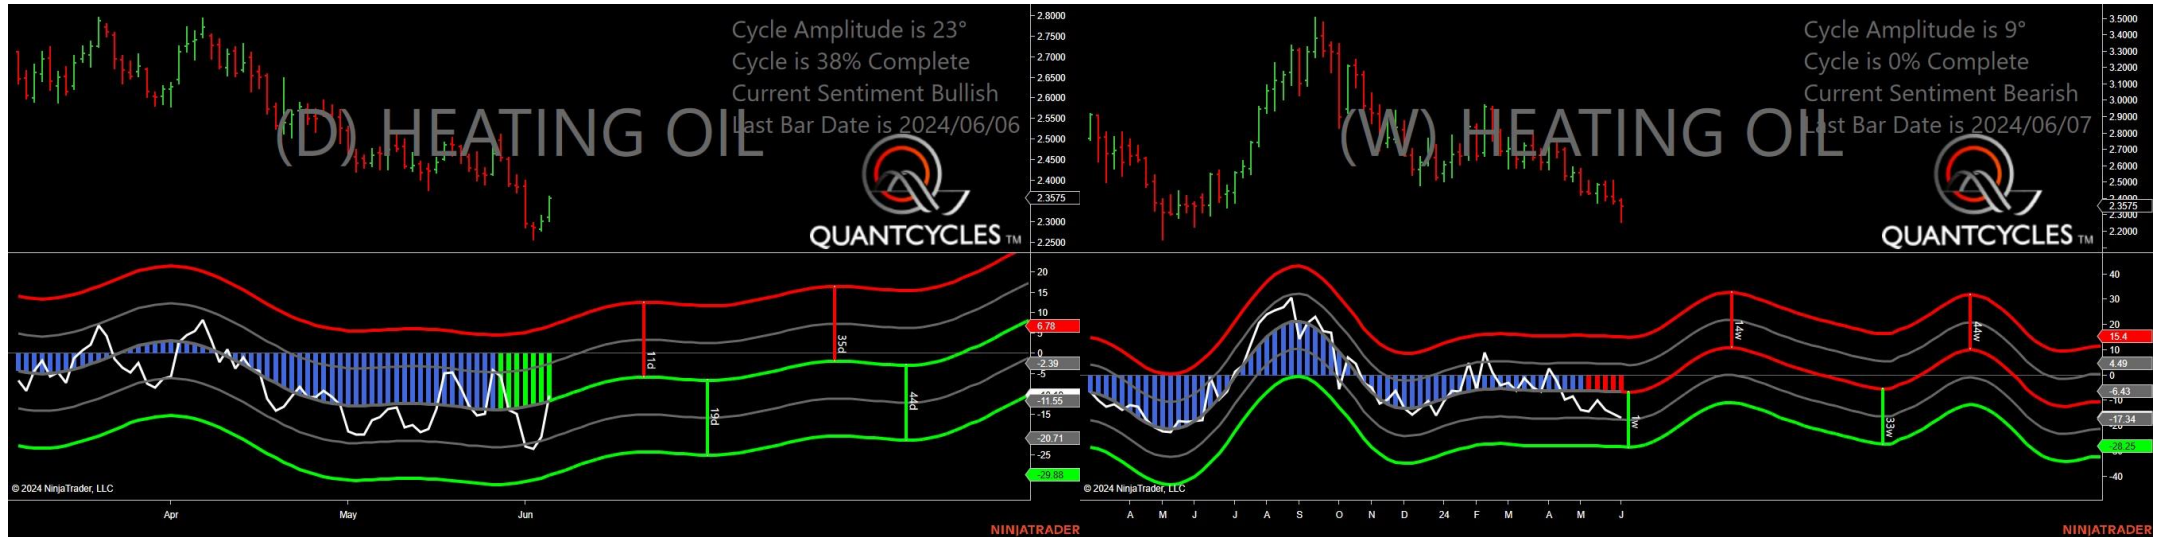 Cycle Amplitude is 23°
Cycle is 38% Complete
Current Sentiment Bullish
Last Bar Date is 2024/06/06
(D) HEATING OIL
QUANTCYCLES TM
2.8000
2.7500
2.7000
2.6500
2.6000
2.5500
2.5000
2.4500
2.4000
2.3575
2.3000
2.2500
20
15
10
5
6.78
0
-2.39
-5
-11.55
-15
-20.71
-25
-29.88
11d
19d
35d
44d
© 2024 NinjaTrader, LLC
Apr
May
Jun
NINJATRADER
Cycle Amplitude is 9°
Cycle is 0% Complete
Current Sentiment Bearish
Last Bar Date is 2024/06/07
(W) HEATING OIL
QUANTCYCLES TM
3.5000
3.4000
3.3000
3.2000
3.1000
3.0000
2.9000
2.8000
2.7000
2.6000
2.5000
2.3575
2.3000
2.2000
40
30
20
15.4
10
4.49
0
-6.43
-10
-17.34
-20
-28.25
-40
1w
14w
33w
44w
© 2024 NinjaTrader, LLC
A M J J A S O N D 24 F M A M J
NINJATRADER